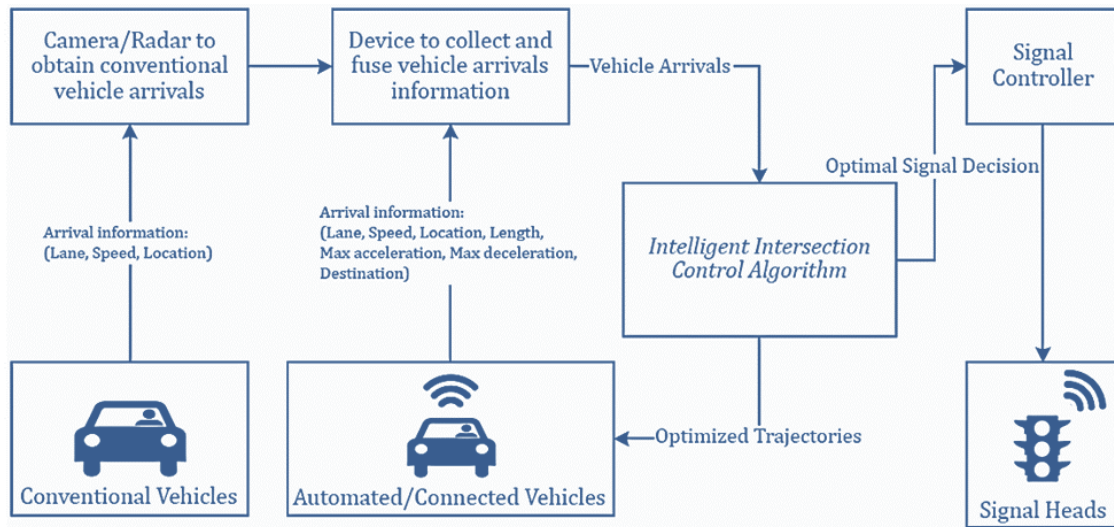 Camera/Radar to
obtain conventional
vehicle arrivals
Device to collect and
fuse vehicle arrivals
information
Vehicle Arrivals
Signal
Controller
Optimal Signal Decision
Arrival information:
(Lane, Speed, Location)
Arrival information:
(Lane, Speed, Location, Length,
Max acceleration, Max deceleration,
Destination)
Intelligent Intersection
Control Algorithm
Optimized Trajectories
Conventional Vehicles
Automated/Connected Vehicles
Signal Heads